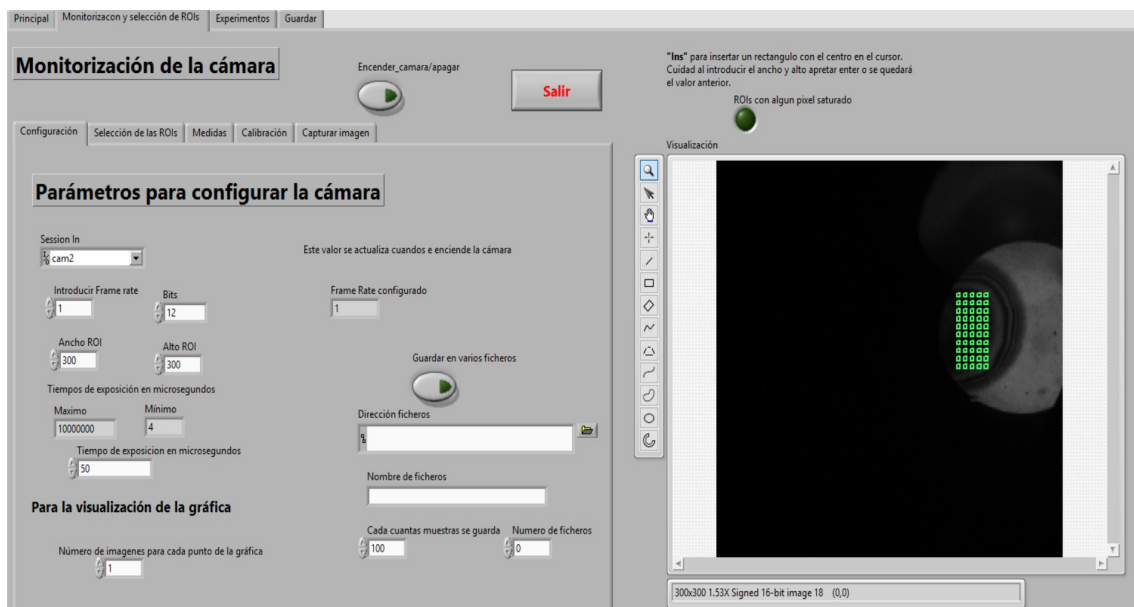 Principal Monitorizacon y selección de ROIs Experimentos Guardar
Monitorización de la cámara
Encender_camara/apagar
Salir
"Ins" para insertar un rectangulo con el centro en el cursor.
Cuidad al introducir el ancho y alto apretar enter o se quedará
el valor anterior.
ROIs con algun pixel saturado
Configuración Selección de las ROIs Medidas Calibración Capturar imagen
Visualización
Parámetros para configurar la cámara
Session In
cam2
Este valor se actualiza cuandos e enciende la cámara
Introducir Frame rate Bits
1 12
Frame Rate configurado
1
Ancho ROI Alto ROI
300 300
Guardar en varios ficheros
Tiempos de exposición en microsegundos
Maximo Mínimo
10000000 4
Dirección ficheros
Tiempo de exposicion en microsegundos
50
Nombre de ficheros
Para la visualización de la gráfica
Cada cuantas muestras se guarda Numero de ficheros
100 0
Número de imagenes para cada punto de la gráfica
1
300x300 1.53X Signed 16-bit image 18 (0,0)